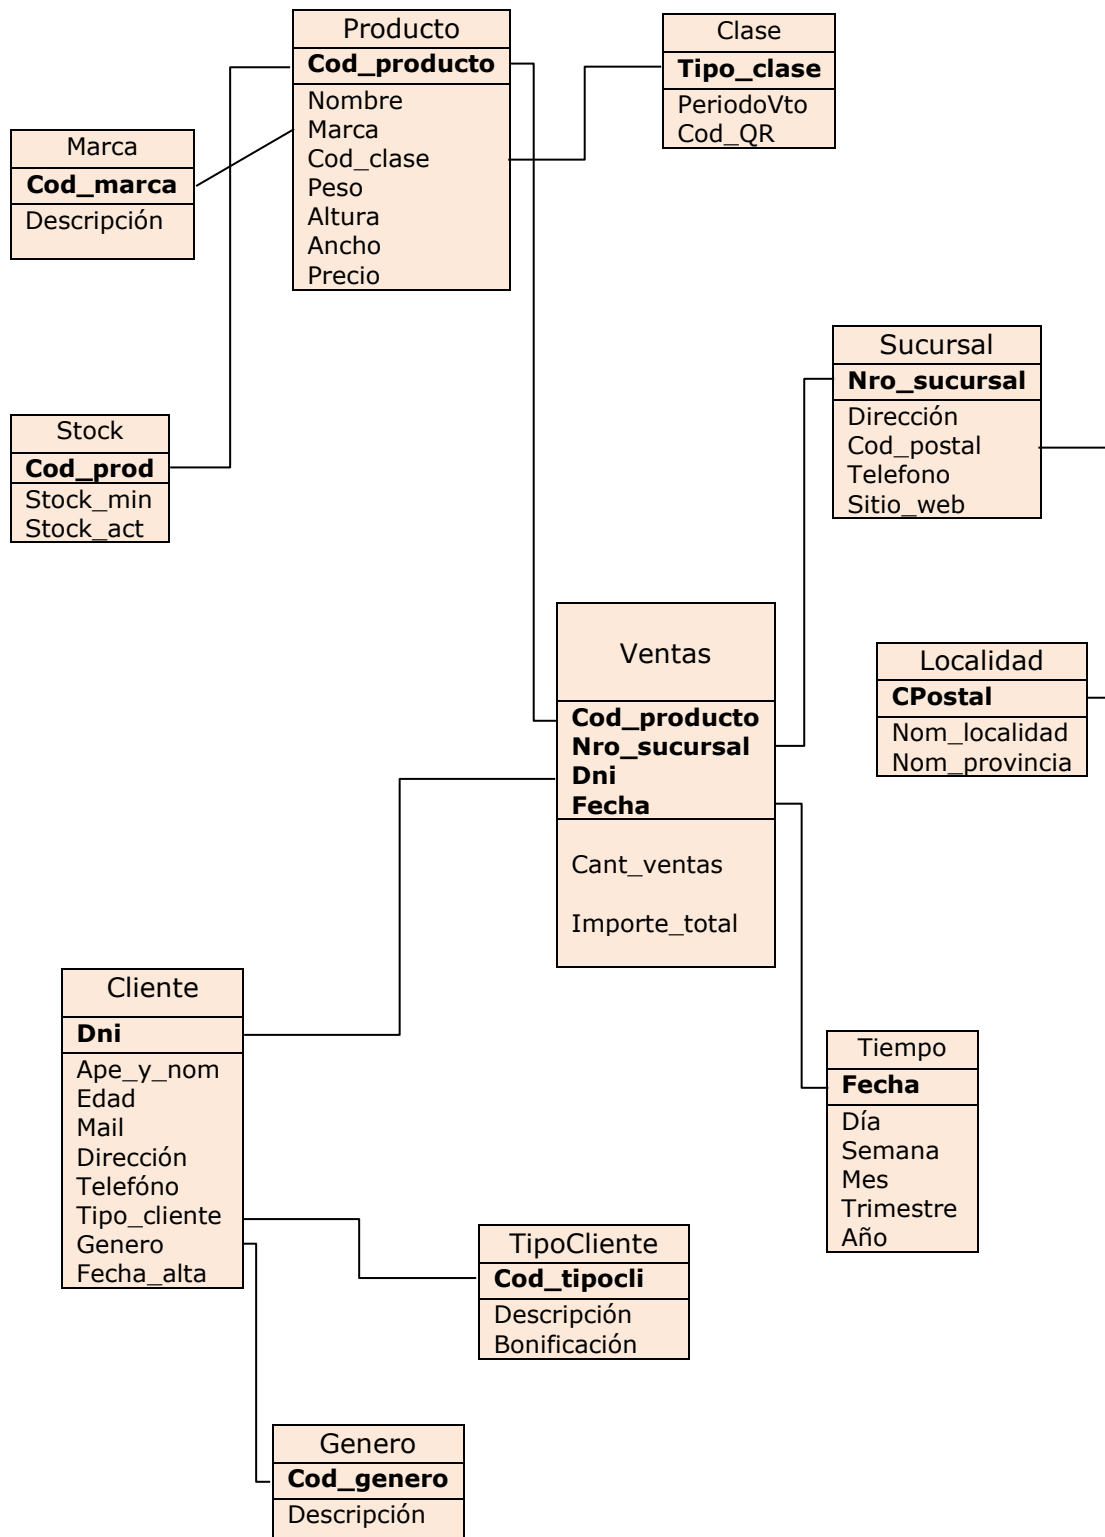 Producto
Cod_producto
Nombre
Marca
Cod_clase
Peso
Altura
Ancho
Precio
Clase
Tipo_clase
PeriodoVto
Cod_QR
Marca
Cod_marca
Descripción
Sucursal
Nro_sucursal
Dirección
Cod_postal
Telefono
Sitio_web
Stock
Cod_prod
Stock_min
Stock_act
Ventas
Cod_producto
Nro_sucursal
Dni
Fecha
Cant_ventas
Importe_total
Localidad
CPostal
Nom_localidad
Nom_provincia
Cliente
Dni
Ape_y_nom
Edad
Mail
Dirección
Telefóno
Tipo_cliente
Genero
Fecha_alta
Tiempo
Fecha
Día
Semana
Mes
Trimestre
Año
TipoCliente
Cod_tipocli
Descripción
Bonificación
Genero
Cod_genero
Descripción